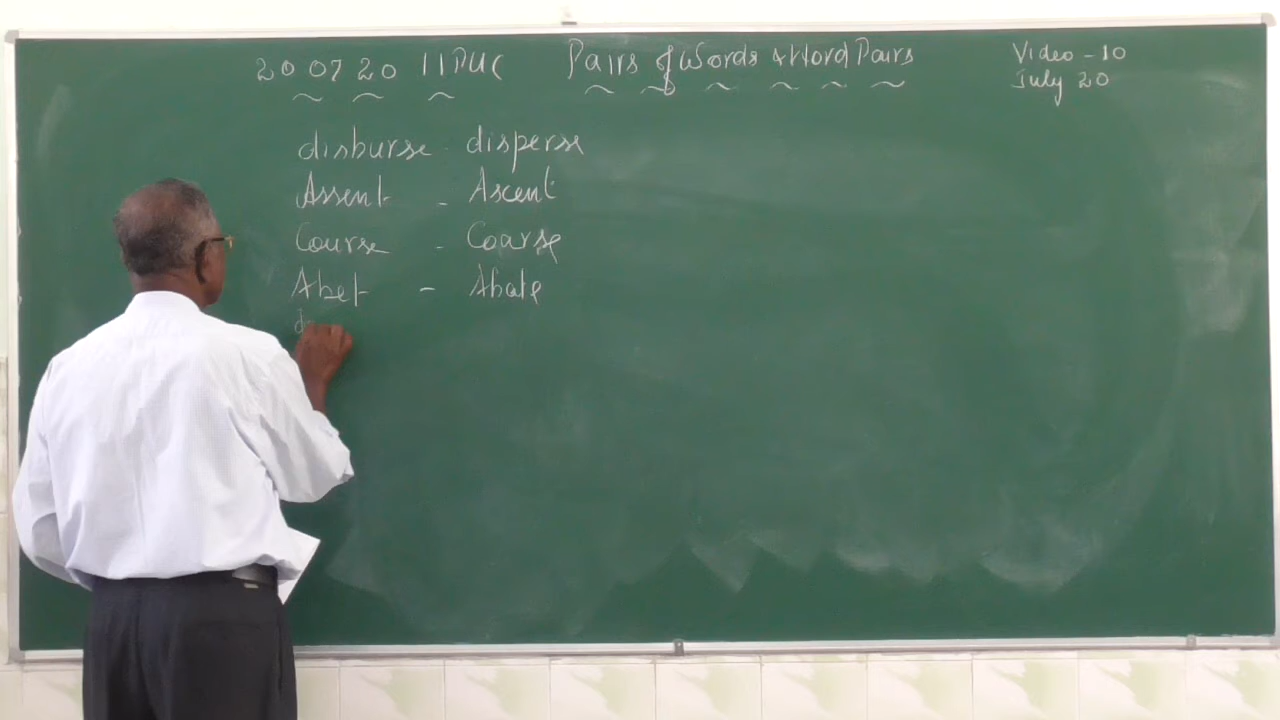 20 07 20 II PUC Pairs of Words & Word Pairs Video - 10
July 20
disburse - disperse
Assent - Ascent
Course - Coarse
Abet - Abate